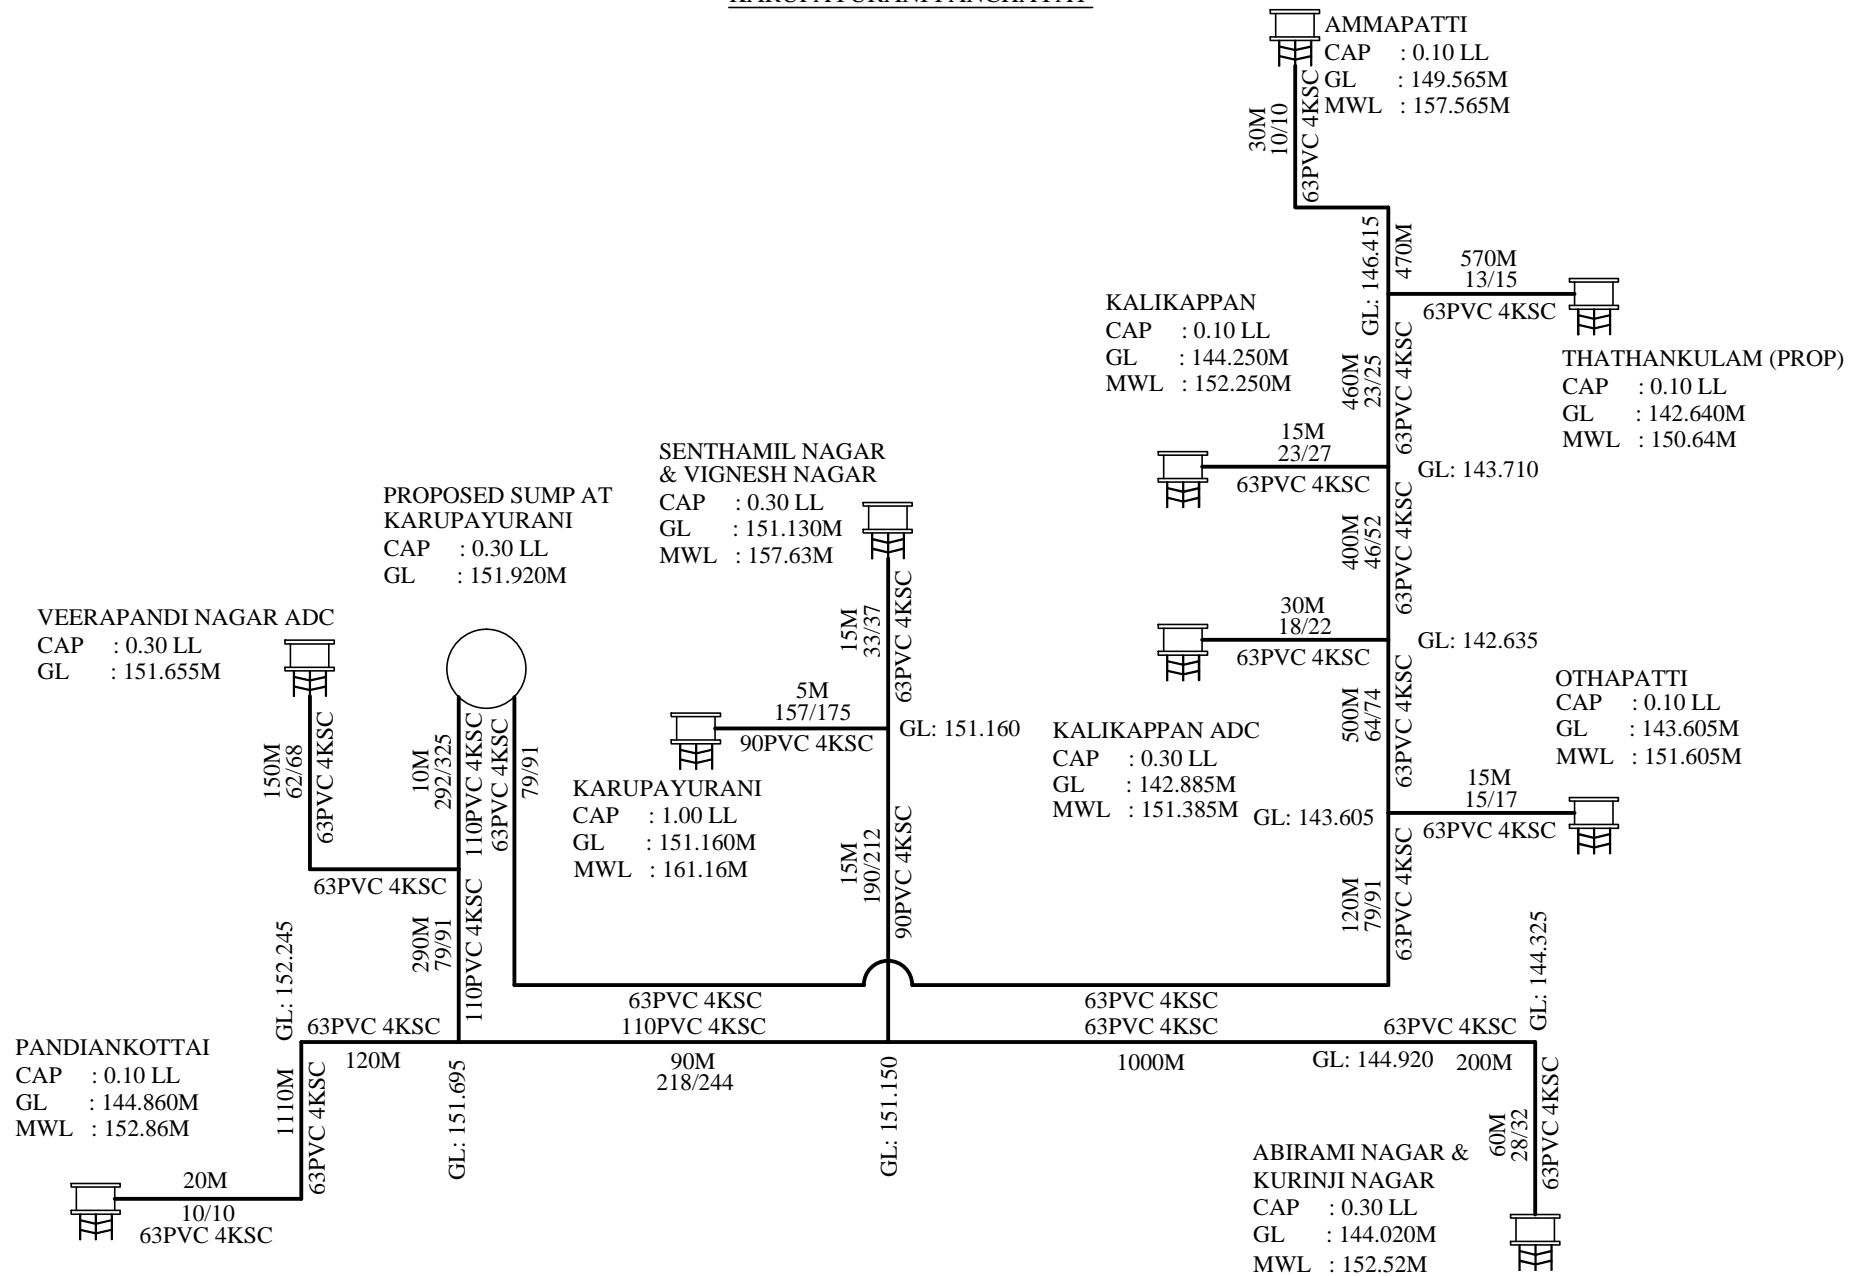 AMMAPATTI
CAP : 0.10 LL
GL : 149.565M
MWL : 157.565M
30M
10/10
63PVC 4KSC
GL: 146.415
470M
570M
13/15
63PVC 4KSC
THATHANKULAM (PROP)
CAP : 0.10 LL
GL : 142.640M
MWL : 150.64M
KALIKAPPAN
CAP : 0.10 LL
GL : 144.250M
MWL : 152.250M
460M
23/25
63PVC 4KSC
15M
23/27
63PVC 4KSC
GL: 143.710
400M
46/52
63PVC 4KSC
30M
18/22
63PVC 4KSC
GL: 142.635
SENTHAMIL NAGAR
& VIGNESH NAGAR
CAP : 0.30 LL
GL : 151.130M
MWL : 157.63M
PROPOSED SUMP AT
KARUPAYURANI
CAP : 0.30 LL
GL : 151.920M
VEERAPANDI NAGAR ADC
CAP : 0.30 LL
GL : 151.655M
150M
62/68
63PVC 4KSC
63PVC 4KSC
10M
292/325
110PVC 4KSC
63PVC 4KSC
79/91
15M
33/37
63PVC 4KSC
5M
157/175
90PVC 4KSC
GL: 151.160
KARUPAYURANI
CAP : 1.00 LL
GL : 151.160M
MWL : 161.16M
15M
190/212
90PVC 4KSC
KALIKAPPAN ADC
CAP : 0.30 LL
GL : 142.885M
MWL : 151.385M
500M
64/74
63PVC 4KSC
OTHAPATTI
CAP : 0.10 LL
GL : 143.605M
MWL : 151.605M
GL: 143.605
15M
15/17
63PVC 4KSC
120M
79/91
63PVC 4KSC
290M
79/91
110PVC 4KSC
GL: 152.245
63PVC 4KSC
120M
GL: 151.695
63PVC 4KSC
110PVC 4KSC
90M
218/244
GL: 151.150
63PVC 4KSC
63PVC 4KSC
1000M
63PVC 4KSC
GL: 144.920
200M
GL: 144.325
PANDIANKOTTAI
CAP : 0.10 LL
GL : 144.860M
MWL : 152.86M
1110M
63PVC 4KSC
20M
10/10
63PVC 4KSC
60M
28/32
63PVC 4KSC
ABIRAMI NAGAR &
KURINJI NAGAR
CAP : 0.30 LL
GL : 144.020M
MWL : 152.52M